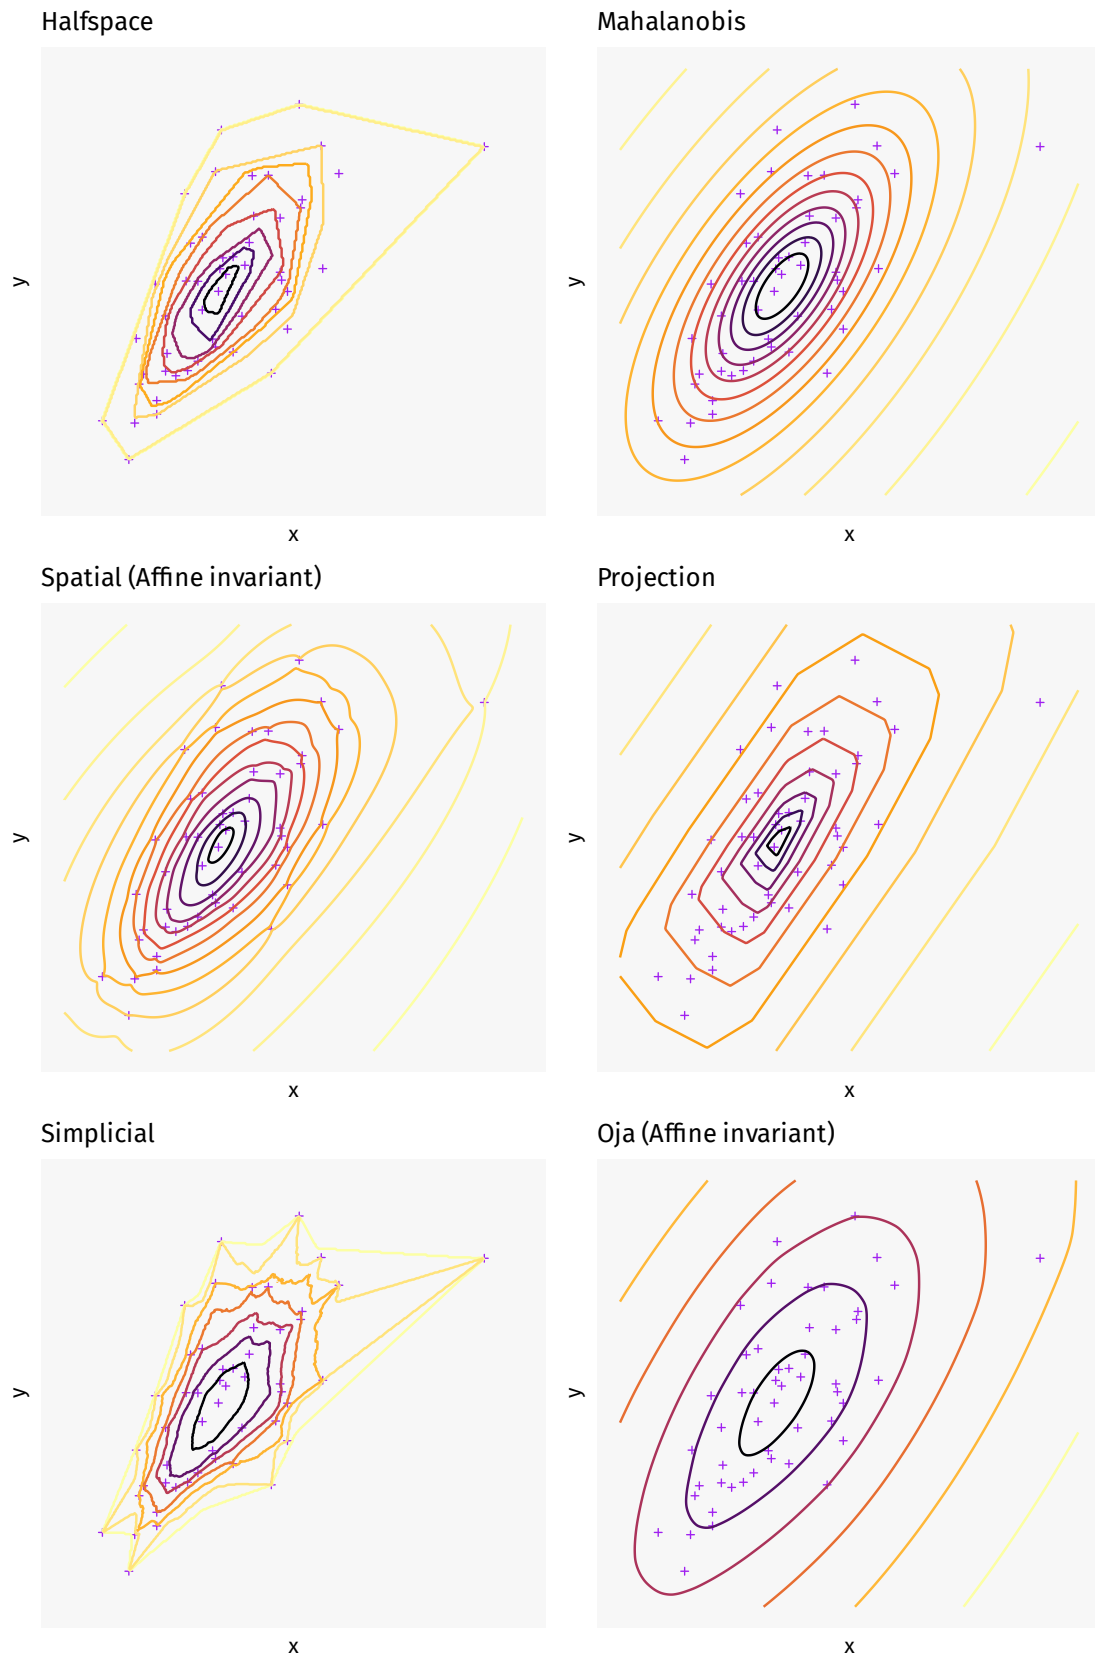 Halfspace
Mahalanobis
y
x
y
x
Spatial (Affine invariant)
Projection
y
x
y
x
Simplicial
Oja (Affine invariant)
y
x
y
x